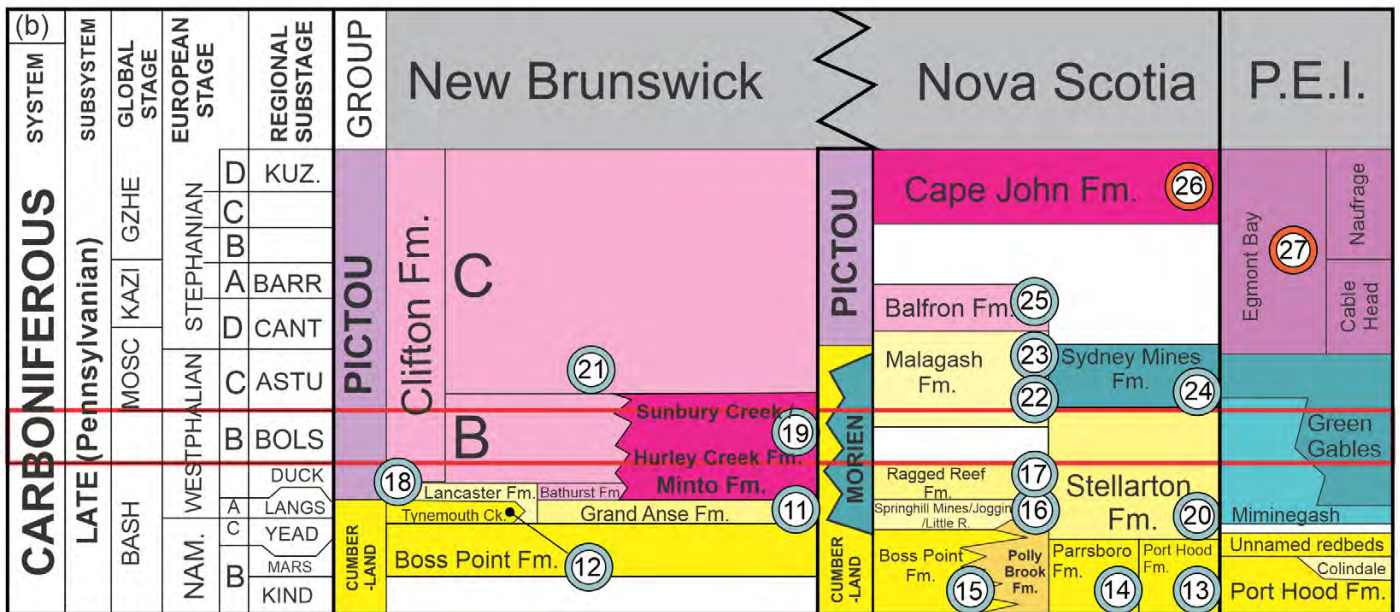 (b)
SYSTEM
SUBSYSTEM
GLOBAL
STAGE
EUROPEAN
STAGE
REGIONAL
SUBSTAGE
GROUP
New Brunswick
Nova Scotia
P.E.I.
CARBONIFEROUS
LATE (Pennsylvanian)
GZHE
KAZI
MOSC
BASH
STEPHANIAN
WESTPHALIAN
NAM.
D
C
B
A
D
C
B
A
C
B
KUZ.
BARR
CANT
ASTU
BOLS
DUCK
LANGS
YEAD
MARS
KIND
PICTOU
CUMBER
-LAND
Clifton Fm.
C
21
B
Sunbury Creek /
19
Hurley Creek Fm.
Minto Fm.
18
Lancaster Fm.
Bathurst Fm.
Tynemouth Ck.
Grand Anse Fm.
11
Boss Point Fm.
12
PICTOU
MORIEN
CUMBER
-LAND
Cape John Fm.
26
Balfron Fm.
25
Malagash
Fm.
23
22
Sydney Mines
Fm.
24
Ragged Reef
Fm.
17
Springhill Mines/Joggin
/Little R.
16
Stellarton
Fm.
20
Boss Point
Fm.
15
Polly
Brook
Fm.
Parrsboro
Fm.
14
Port Hood
Fm.
13
Egmont Bay
27
Naufrage
Cable
Head
Green
Gables
Miminegash
Unnamed redbeds
Colindale
Port Hood Fm.